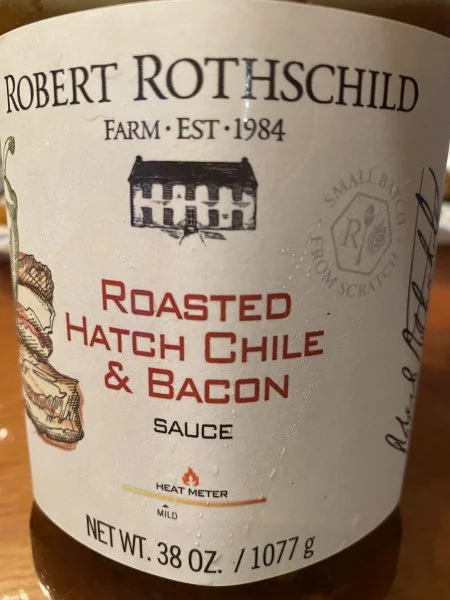 ROBERT ROTHSCHILD
FARM · EST · 1984
SMALL BATCH
FROM SCRATCH
R
ROASTED
HATCH CHILE
& BACON
SAUCE
HEAT METER
MILD
NET WT. 38 OZ. / 1077 g